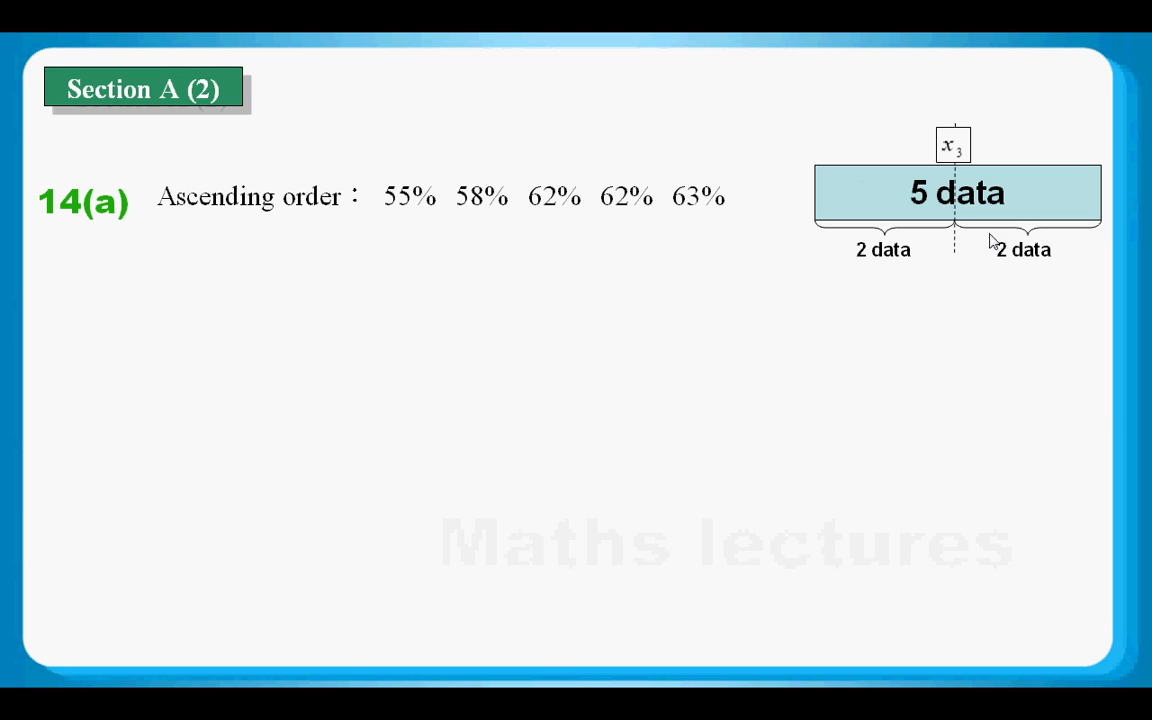 Section A (2)
x₃
14(a) Ascending order： 55% 58% 62% 62% 63%
5 data
2 data 2 data
Maths lectures